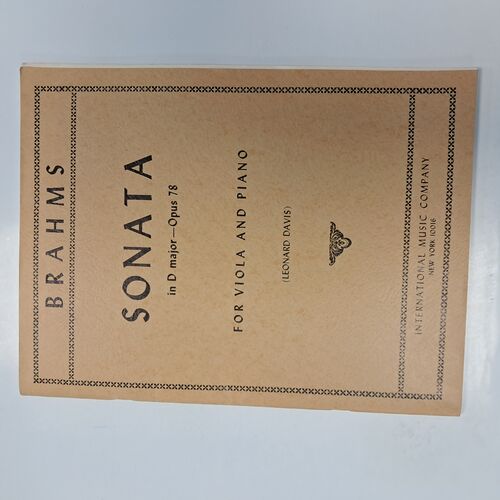 BRAHMS
SONATA
in D major—Opus 78
FOR VIOLA AND PIANO
(LEONARD DAVIS)
INTERNATIONAL MUSIC COMPANY
NEW YORK 10016